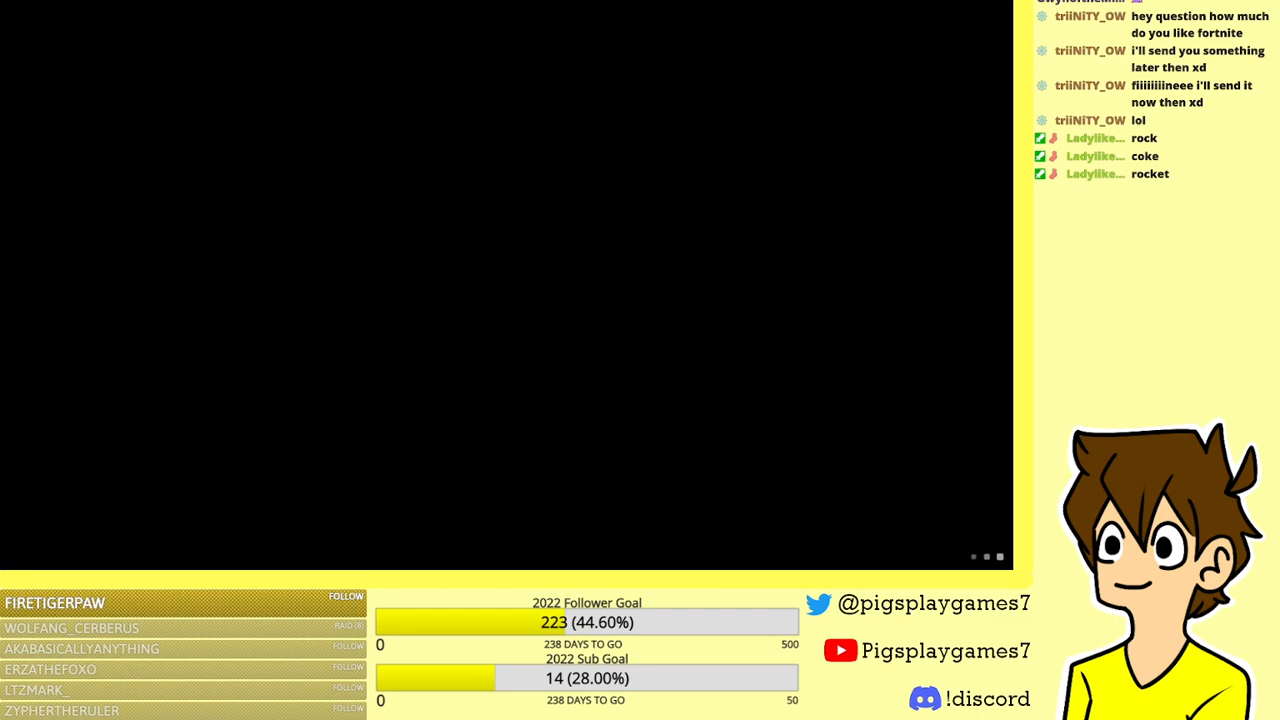 triiNiTY_OW hey question how much
do you like fortnite
triiNiTY_OW i'll send you something
later then xd
triiNiTY_OW fiiiiiiiineee i'll send it
now then xd
triiNiTY_OW lol
Ladylike... rock
Ladylike... coke
Ladylike... rocket
FIRETIGERPAW FOLLOW
WOLFANG_CERBERUS RAID (8)
AKABASICALLYANYTHING FOLLOW
ERZATHEFOXO FOLLOW
LTZMARK_ FOLLOW
ZYPHERTHERULER FOLLOW
2022 Follower Goal
223 (44.60%)
0 238 DAYS TO GO 500
2022 Sub Goal
14 (28.00%)
0 238 DAYS TO GO 50
@pigsplaygames7
Pigsplaygames7
!discord